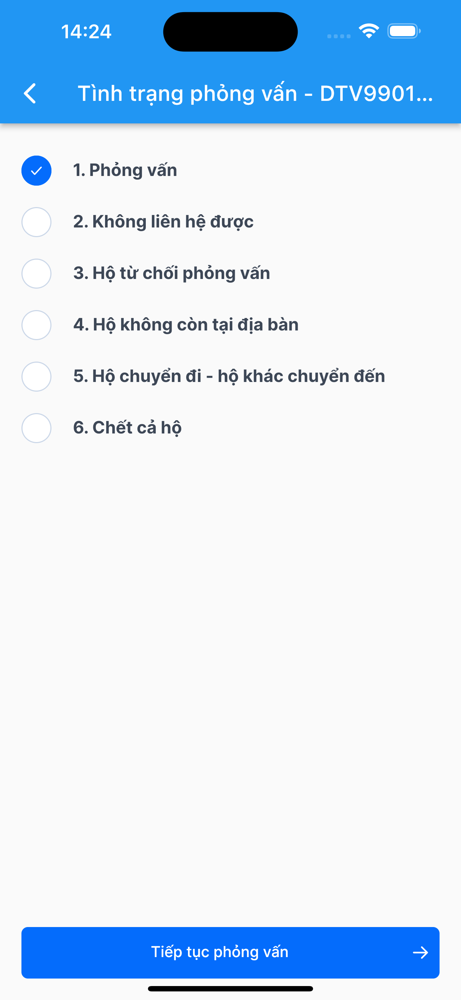 14:24
Tình trạng phỏng vấn - DTV9901...
1. Phỏng vấn
2. Không liên hệ được
3. Hộ từ chối phỏng vấn
4. Hộ không còn tại địa bàn
5. Hộ chuyển đi - hộ khác chuyển đến
6. Chết cả hộ
Tiếp tục phỏng vấn